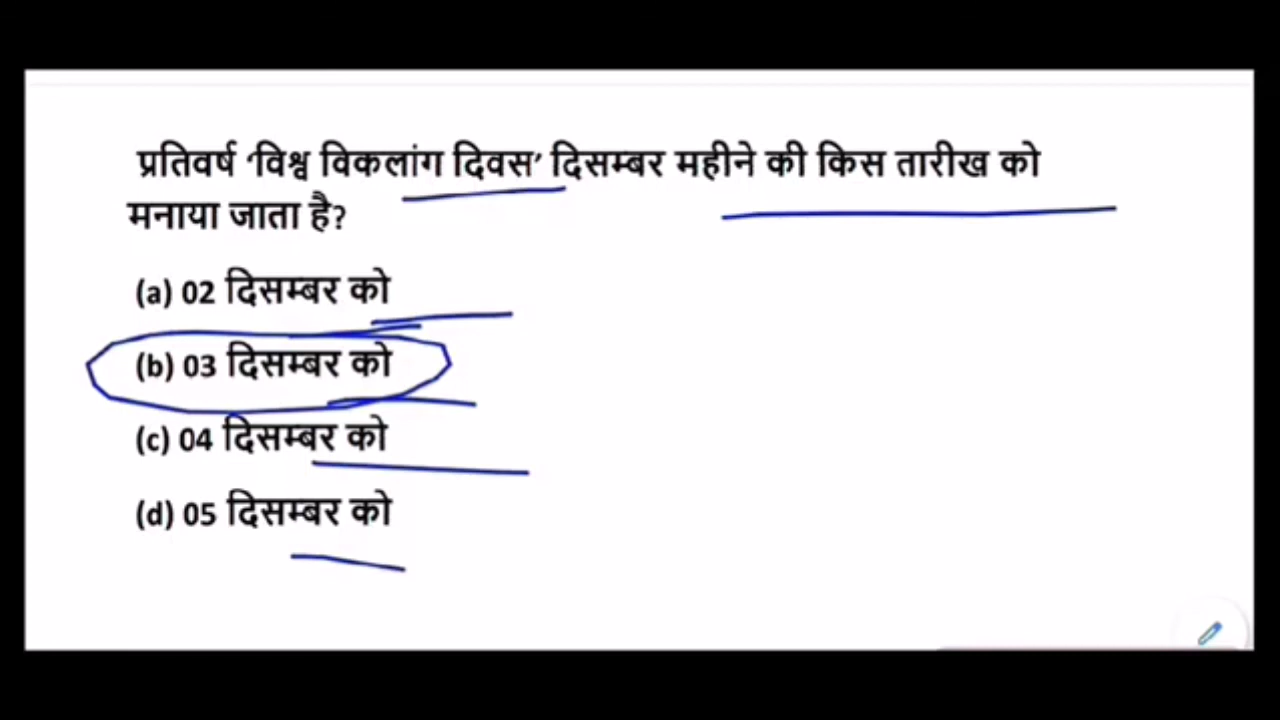 प्रतिवर्ष ‘विश्व विकलांग दिवस’ दिसम्बर महीने की किस तारीख को
मनाया जाता है?
(a) 02 दिसम्बर को
(b) 03 दिसम्बर को
(c) 04 दिसम्बर को
(d) 05 दिसम्बर को